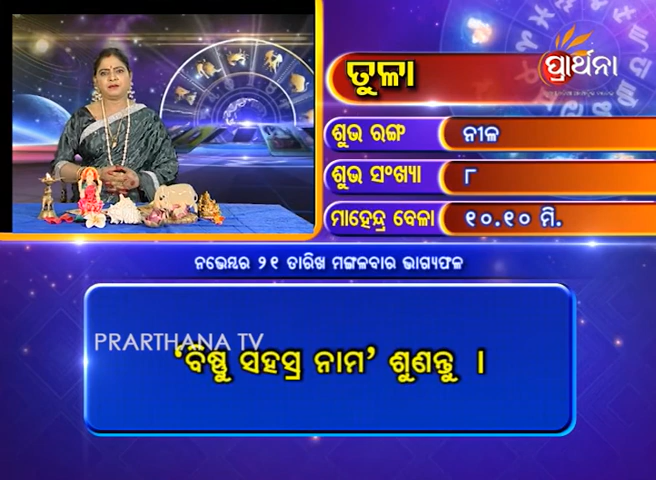 ତୁଳା
ପ୍ରାର୍ଥନା
ଶୁଭ ରଙ୍ଗ ନୀଳ
ଶୁଭ ସଂଖ୍ୟା ୮
ମାହେନ୍ଦ୍ର ବେଳା ୧୦.୧୦ ମି.
ନଭେମ୍ବର ୨୧ ତାରିଖ ମଙ୍ଗଳବାର ଭାଗ୍ୟଫଳ
PRARTHANA TV
‘ବିଷ୍ଣୁ ସହସ୍ର ନାମ’ ଶୁଣନ୍ତୁ ।